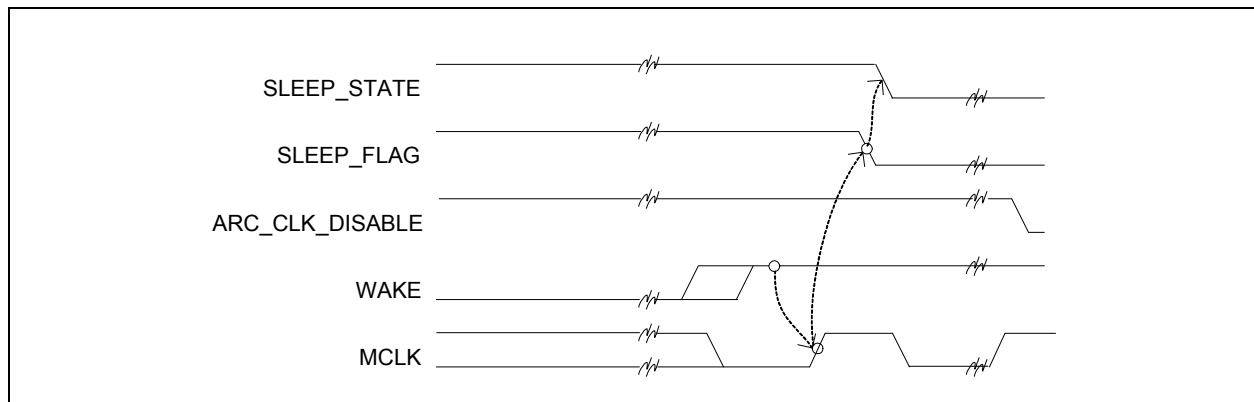 SLEEP_STATE
SLEEP_FLAG
ARC_CLK_DISABLE
WAKE
MCLK